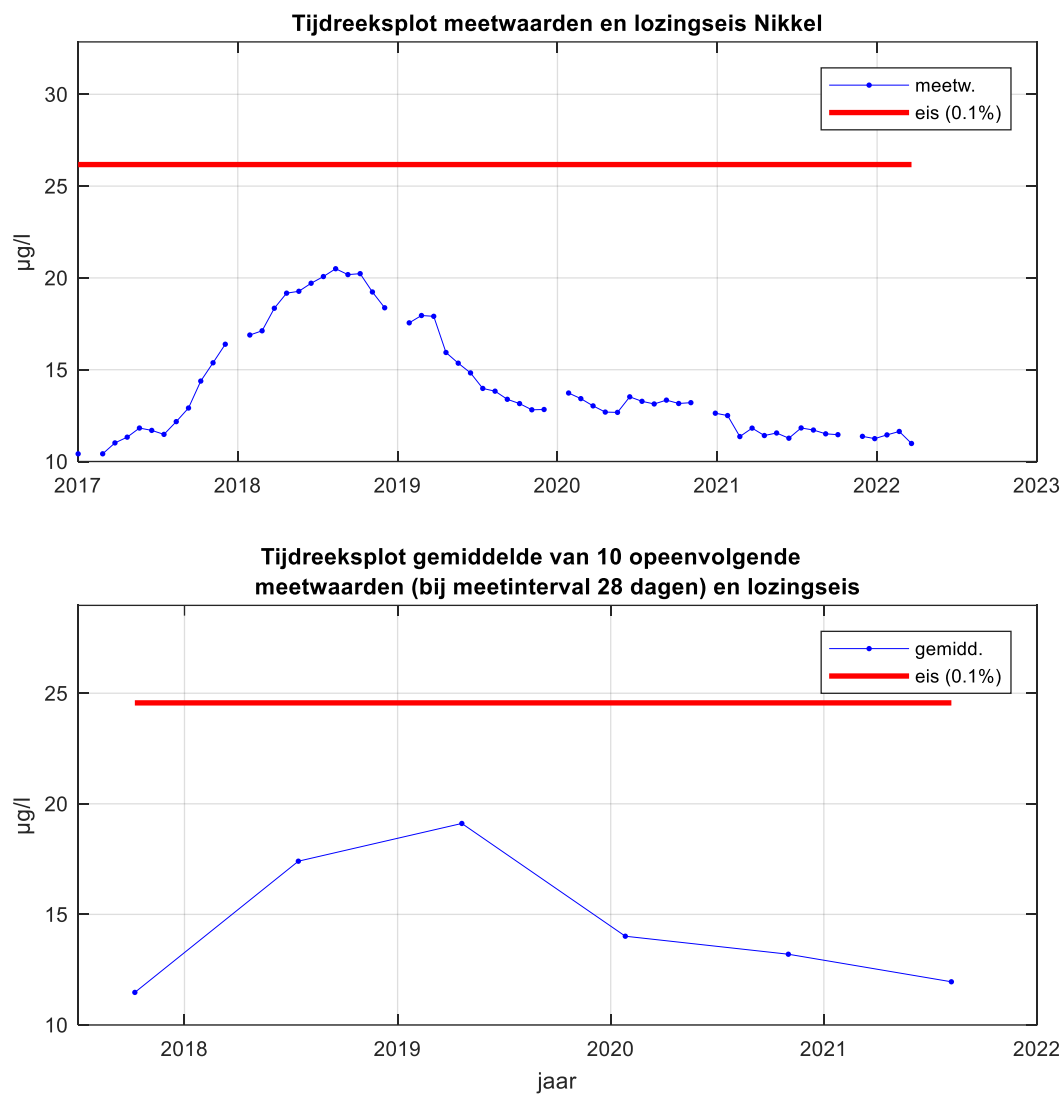 Tijdreeksplot meetwaarden en lozingseis Nikkel
30
25
20
15
10
µg/l
meetw.
eis (0.1%)
2017 2018 2019 2020 2021 2022 2023
Tijdreeksplot gemiddelde van 10 opeenvolgende
meetwaarden (bij meetinterval 28 dagen) en lozingseis
25
20
15
10
µg/l
gemidd.
eis (0.1%)
2018 2019 2020 2021 2022
jaar